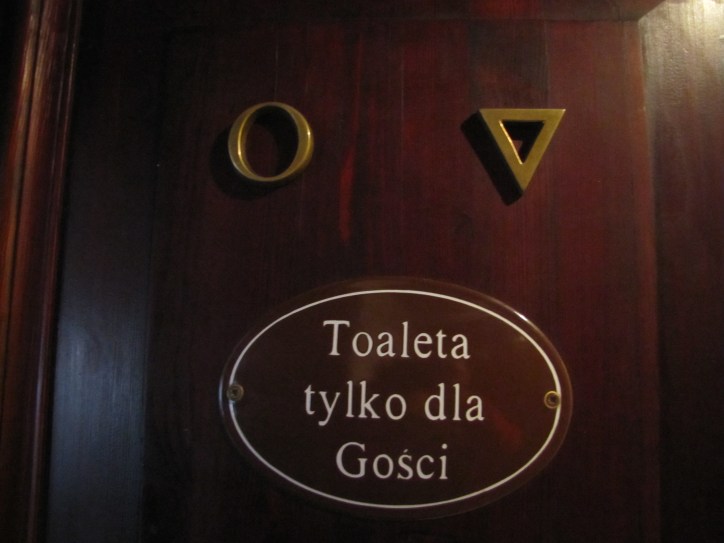 Toaleta
tylko dla
Gości